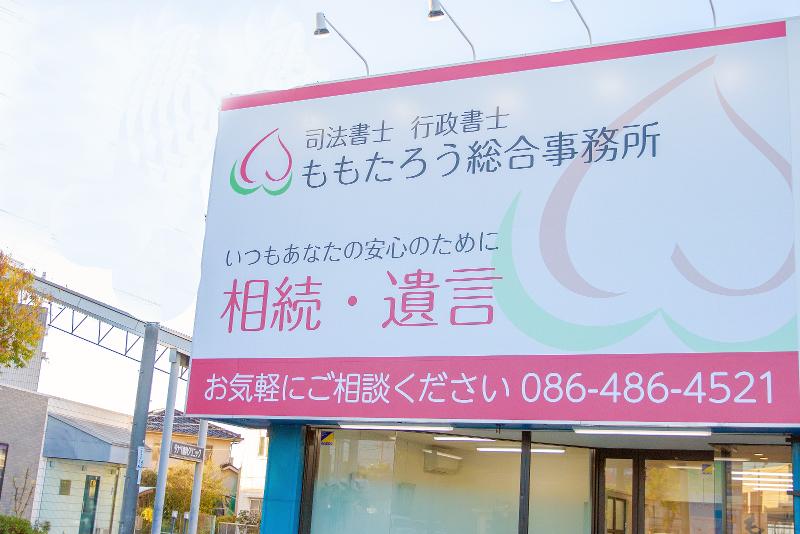 司法書士 行政書士
ももたろう総合事務所
いつもあなたの安心のために
相続・遺言
お気軽にご相談ください 086-486-4521